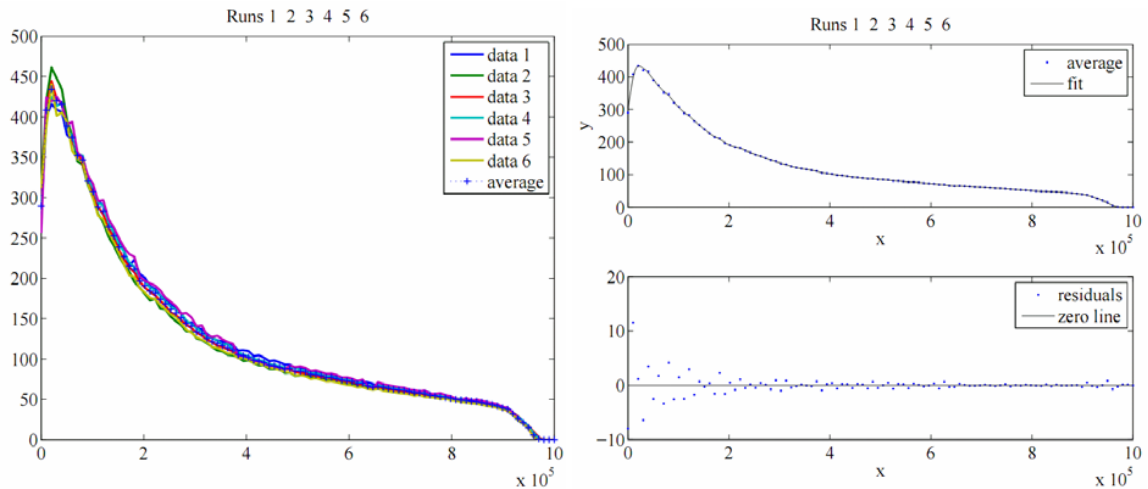 Runs 1 2 3 4 5 6
500
450
400
350
300
250
200
150
100
50
0
data 1
data 2
data 3
data 4
data 5
data 6
average
0 2 4 6 8 10
x 10^5
Runs 1 2 3 4 5 6
500
400
300
200
100
0
y
average
fit
0 2 4 6 8 10
x
x 10^5
20
10
0
−10
residuals
zero line
0 2 4 6 8 10
x
x 10^5